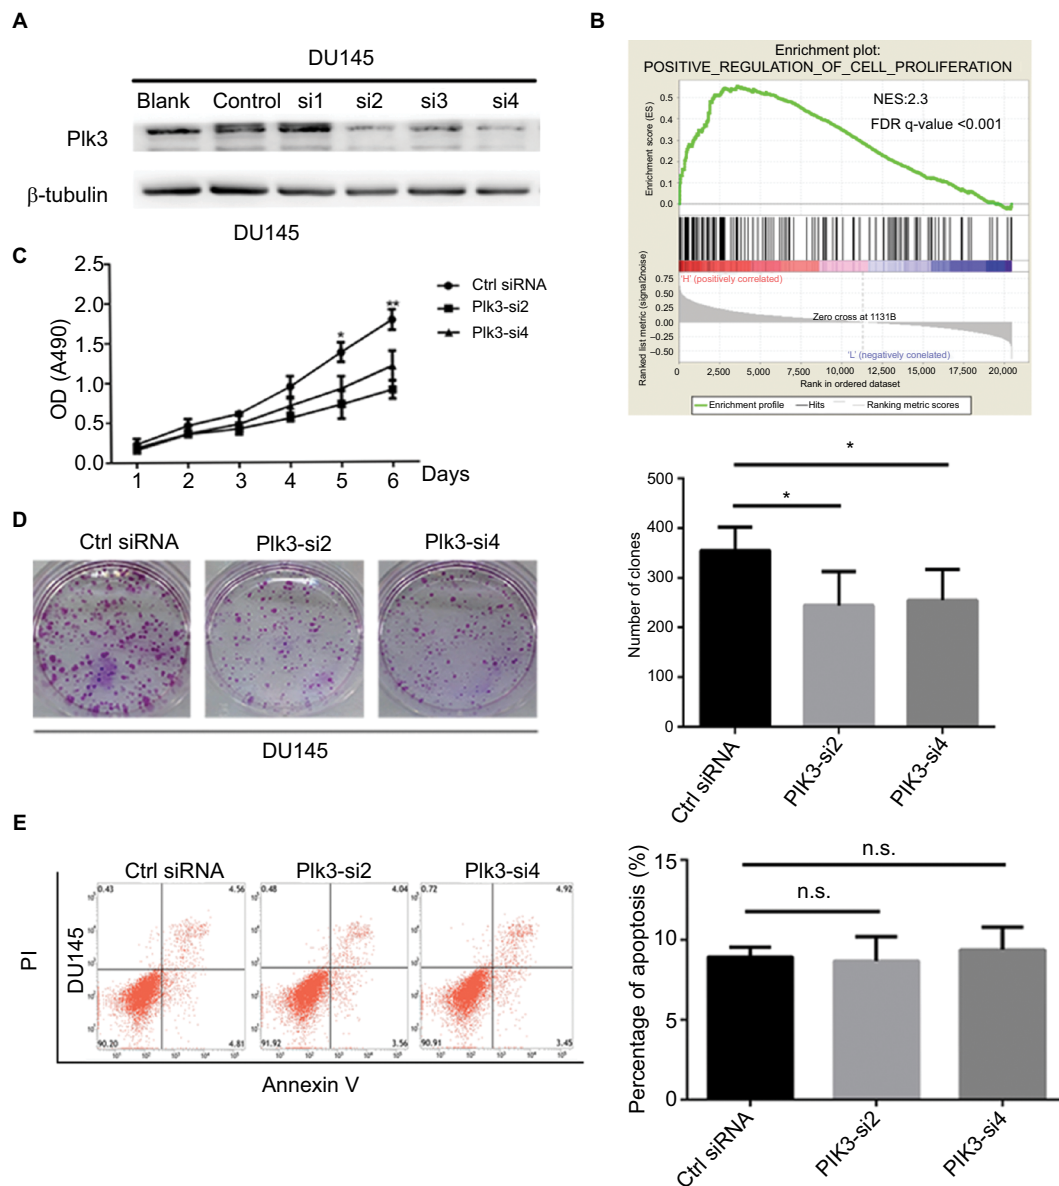 A
DU145
Blank Control si1 si2 si3 si4
Plk3
β-tubulin
B
Enrichment plot:
POSITIVE_REGULATION_OF_CELL_PROLIFERATION
NES:2.3
FDR q-value <0.001
Enrichment score (ES)
0.5
0.4
0.3
0.2
0.1
0.0
'H' (positively correlated)
Zero cross at 1131B
'L' (negatively conelated)
Ranked list metric (signal2noise)
0.75
0.50
0.25
0.00
−0.25
−0.50
0 2,500 5,000 7,500 10,000 12,500 15,000 17,500 20,000
Rank in ordered dataset
Enrichment profile Hits Ranking metric scores
C
DU145
OD (A490)
2.5
2.0
1.5
1.0
0.5
0.0
1 2 3 4 5 6 Days
* **
Ctrl siRNA
Plk3-si2
Plk3-si4
D
Ctrl siRNA Plk3-si2 Plk3-si4
DU145
Number of clones
500
400
300
200
100
0
*
*
Ctrl siRNA
PIK3-si2
PIK3-si4
E
Ctrl siRNA Plk3-si2 Plk3-si4
PI
DU145
0.43 4.56
90.20 4.81
0.48 4.04
91.92 3.56
0.72 4.92
90.91 3.45
Annexin V
Percentage of apoptosis (%)
15
10
5
0
n.s.
n.s.
Ctrl siRNA
PIK3-si2
PIK3-si4